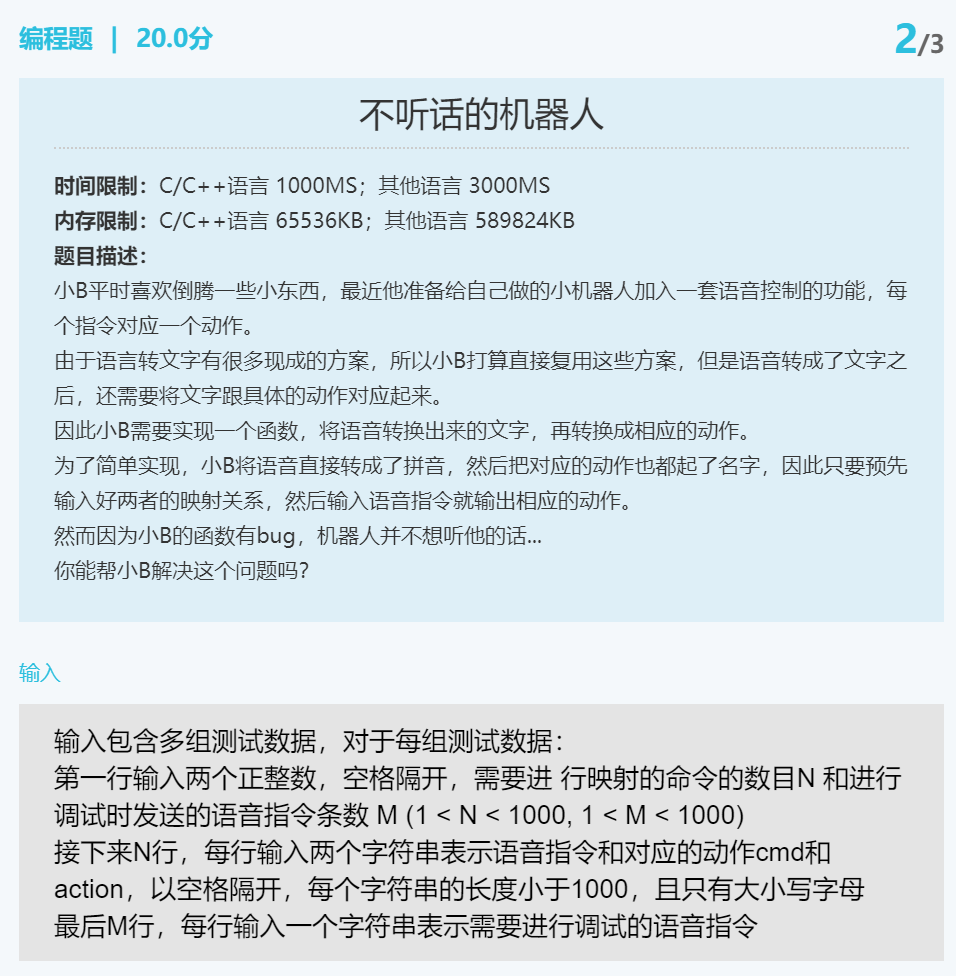 编程题 | 20.0分
2/3
不听话的机器人
时间限制：C/C++语言 1000MS；其他语言 3000MS
内存限制：C/C++语言 65536KB；其他语言 589824KB
题目描述：
小B平时喜欢倒腾一些小东西，最近他准备给自己做的小机器人加入一套语音控制的功能，每
个指令对应一个动作。
由于语言转文字有很多现成的方案，所以小B打算直接复用这些方案，但是语音转成了文字之
后，还需要将文字跟具体的动作对应起来。
因此小B需要实现一个函数，将语音转换出来的文字，再转换成相应的动作。
为了简单实现，小B将语音直接转成了拼音，然后把对应的动作也都起了名字，因此只要预先
输入好两者的映射关系，然后输入语音指令就输出相应的动作。
然而因为小B的函数有bug，机器人并不想听他的话...
你能帮小B解决这个问题吗？
输入
输入包含多组测试数据，对于每组测试数据：
第一行输入两个正整数，空格隔开，需要进 行映射的命令的数目N 和进行
调试时发送的语音指令条数 M (1 < N < 1000, 1 < M < 1000)
接下来N行，每行输入两个字符串表示语音指令和对应的动作cmd和
action，以空格隔开，每个字符串的长度小于1000，且只有大小写字母
最后M行，每行输入一个字符串表示需要进行调试的语音指令